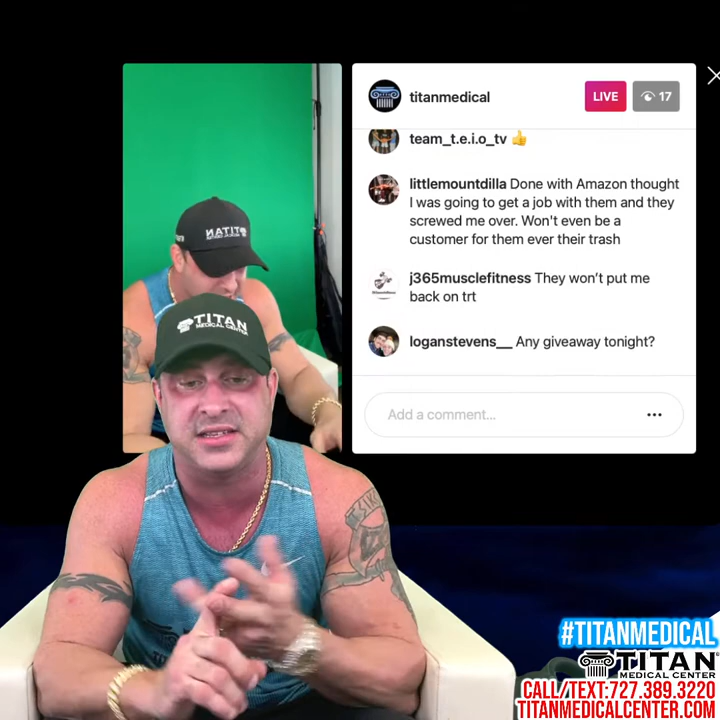 titanmedical
LIVE
17
team_t.e.i.o_tv 👍
littlemountdilla Done with Amazon thought
I was going to get a job with them and they
screwed me over. Won't even be a
customer for them ever their trash
j365musclefitness They won't put me
back on trt
loganstevens__ Any giveaway tonight?
Add a comment...
TITAN
TITAN
MEDICAL CENTER
#TITANMEDICAL
TITAN
MEDICAL CENTER
CALL/TEXT:727.389.3220
TITANMEDICALCENTER.COM